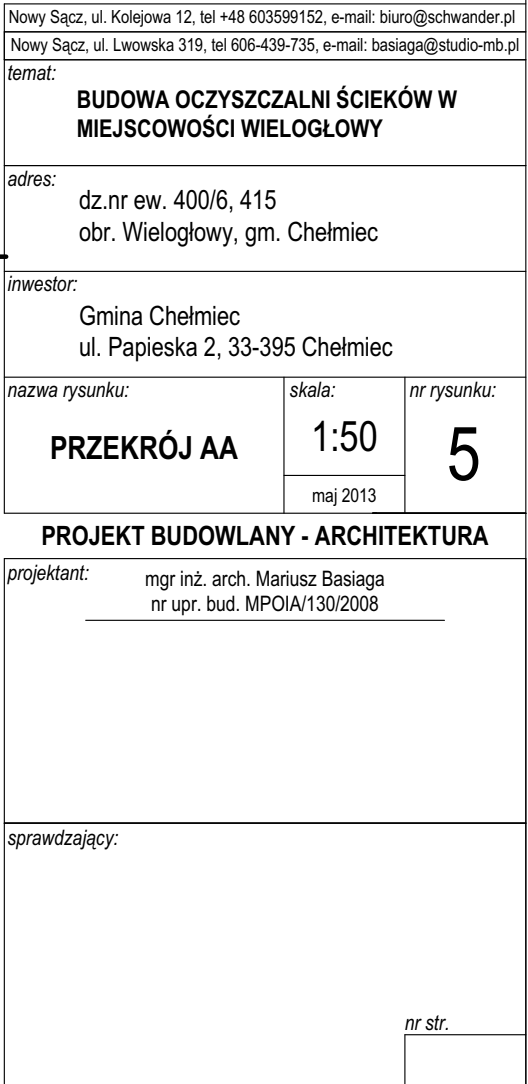 Nowy Sącz, ul. Kolejowa 12, tel +48 603599152, e-mail: biuro@schwander.pl
Nowy Sącz, ul. Lwowska 319, tel 606-439-735, e-mail: basiaga@studio-mb.pl
temat:
BUDOWA OCZYSZCZALNI ŚCIEKÓW W
MIEJSCOWOŚCI WIELOGŁOWY
adres:
dz.nr ew. 400/6, 415
obr. Wielogłowy, gm. Chełmiec
inwestor:
Gmina Chełmiec
ul. Papieska 2, 33-395 Chełmiec
nazwa rysunku:
PRZEKRÓJ AA
skala:
1:50
maj 2013
nr rysunku:
5
PROJEKT BUDOWLANY - ARCHITEKTURA
projektant:
mgr inż. arch. Mariusz Basiaga
nr upr. bud. MPOIA/130/2008
sprawdzający:
nr str.